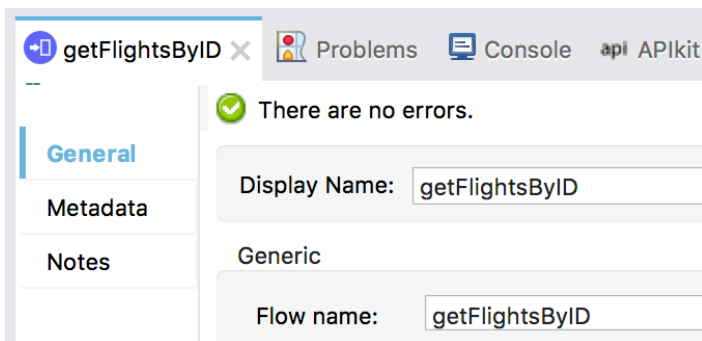 getFlightsByID Problems Console api APIkit
There are no errors.
General
Display Name: getFlightsByID
Metadata
Notes
Generic
Flow name: getFlightsByID